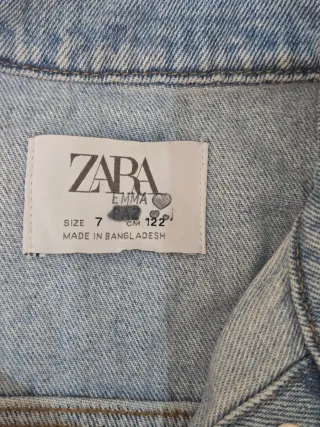 ZARA
EMMA
SIZE 7 CM 122
MADE IN BANGLADESH